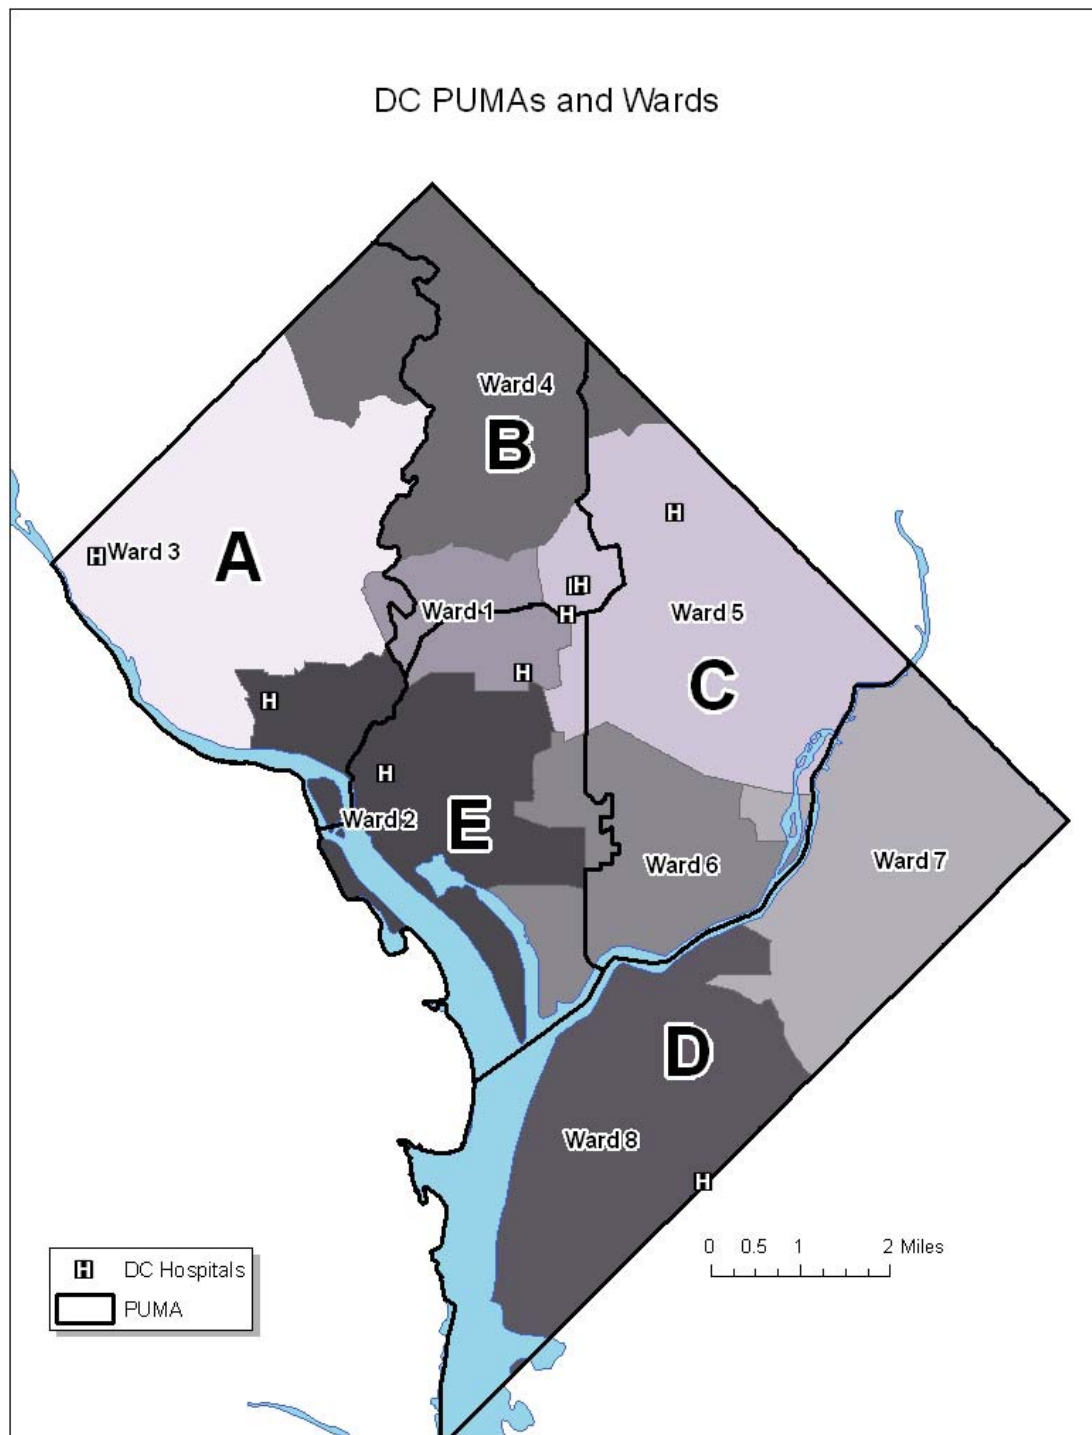 DC PUMAs and Wards
Ward 4
B
H
H Ward 3
A
H H
Ward 1
H
Ward 5
H
C
H
H
Ward 2
E
Ward 6
Ward 7
D
Ward 8
H
0 0.5 1 2 Miles
H DC Hospitals
PUMA